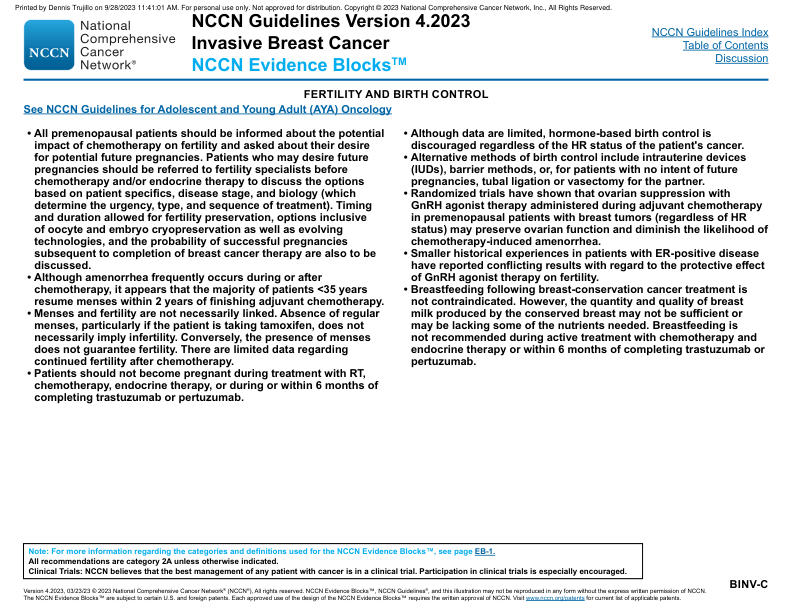 Printed by Dennis Trujillo on 9/28/2023 11:41:01 AM. For personal use only. Not approved for distribution. Copyright © 2023 National Comprehensive Cancer Network, Inc., All Rights Reserved.
NCCN
National
Comprehensive
Cancer
Network®
NCCN Guidelines Version 4.2023
Invasive Breast Cancer
NCCN Evidence Blocks™
NCCN Guidelines Index
Table of Contents
Discussion
FERTILITY AND BIRTH CONTROL
See NCCN Guidelines for Adolescent and Young Adult (AYA) Oncology
• All premenopausal patients should be informed about the potential
impact of chemotherapy on fertility and asked about their desire
for potential future pregnancies. Patients who may desire future
pregnancies should be referred to fertility specialists before
chemotherapy and/or endocrine therapy to discuss the options
based on patient specifics, disease stage, and biology (which
determine the urgency, type, and sequence of treatment). Timing
and duration allowed for fertility preservation, options inclusive
of oocyte and embryo cryopreservation as well as evolving
technologies, and the probability of successful pregnancies
subsequent to completion of breast cancer therapy are also to be
discussed.
• Although amenorrhea frequently occurs during or after
chemotherapy, it appears that the majority of patients <35 years
resume menses within 2 years of finishing adjuvant chemotherapy.
• Menses and fertility are not necessarily linked. Absence of regular
menses, particularly if the patient is taking tamoxifen, does not
necessarily imply infertility. Conversely, the presence of menses
does not guarantee fertility. There are limited data regarding
continued fertility after chemotherapy.
• Patients should not become pregnant during treatment with RT,
chemotherapy, endocrine therapy, or during or within 6 months of
completing trastuzumab or pertuzumab.
• Although data are limited, hormone-based birth control is
discouraged regardless of the HR status of the patient's cancer.
• Alternative methods of birth control include intrauterine devices
(IUDs), barrier methods, or, for patients with no intent of future
pregnancies, tubal ligation or vasectomy for the partner.
• Randomized trials have shown that ovarian suppression with
GnRH agonist therapy administered during adjuvant chemotherapy
in premenopausal patients with breast tumors (regardless of HR
status) may preserve ovarian function and diminish the likelihood of
chemotherapy-induced amenorrhea.
• Smaller historical experiences in patients with ER-positive disease
have reported conflicting results with regard to the protective effect
of GnRH agonist therapy on fertility.
• Breastfeeding following breast-conservation cancer treatment is
not contraindicated. However, the quantity and quality of breast
milk produced by the conserved breast may not be sufficient or
may be lacking some of the nutrients needed. Breastfeeding is
not recommended during active treatment with chemotherapy and
endocrine therapy or within 6 months of completing trastuzumab or
pertuzumab.
Note: For more information regarding the categories and definitions used for the NCCN Evidence Blocks™, see page EB-1.
All recommendations are category 2A unless otherwise indicated.
Clinical Trials: NCCN believes that the best management of any patient with cancer is in a clinical trial. Participation in clinical trials is especially encouraged.
BINV-C
Version 4.2023, 03/23/23 © 2023 National Comprehensive Cancer Network® (NCCN®), All rights reserved. NCCN Evidence Blocks™, NCCN Guidelines®, and this illustration may not be reproduced in any form without the express written permission of NCCN.
The NCCN Evidence Blocks™ are subject to certain U.S. and foreign patents. Each approved use of the design of the NCCN Evidence Blocks™ requires the written approval of NCCN. Visit www.nccn.org/patents for current list of applicable patents.